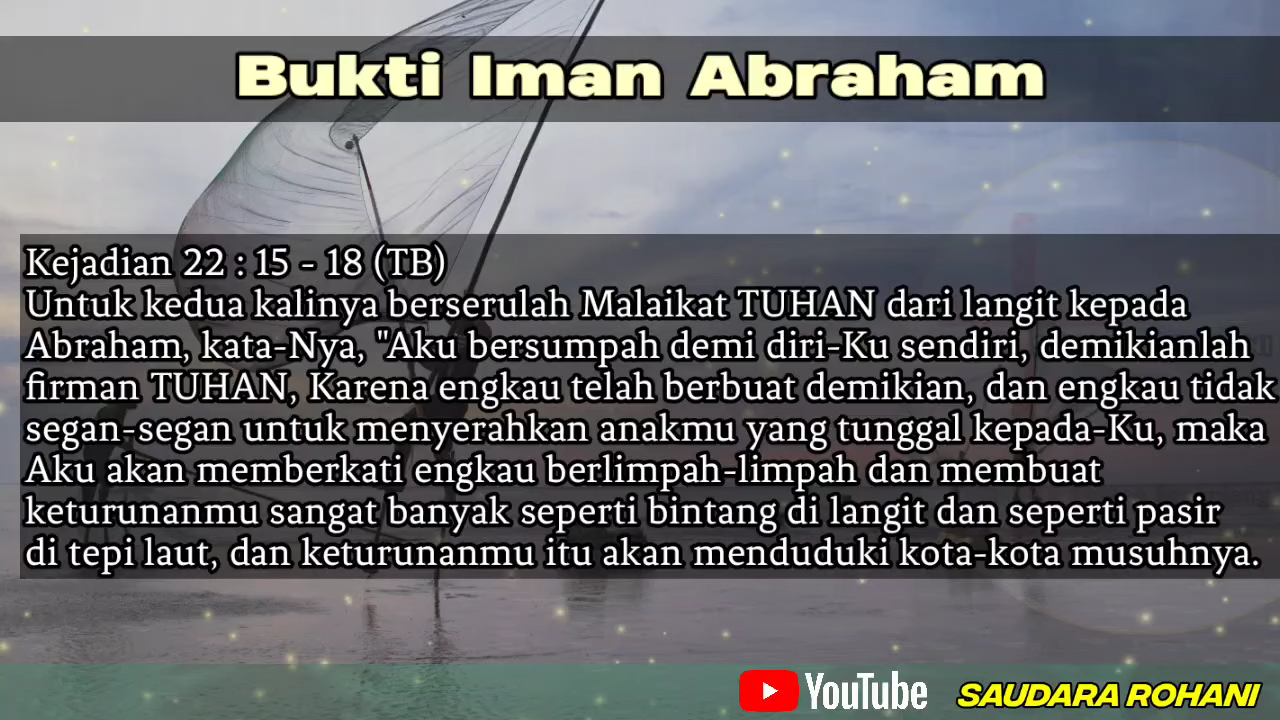 Bukti Iman Abraham
Kejadian 22 : 15 - 18 (TB)
Untuk kedua kalinya berserulah Malaikat TUHAN dari langit kepada
Abraham, kata-Nya, "Aku bersumpah demi diri-Ku sendiri, demikianlah
firman TUHAN, Karena engkau telah berbuat demikian, dan engkau tidak
segan-segan untuk menyerahkan anakmu yang tunggal kepada-Ku, maka
Aku akan memberkati engkau berlimpah-limpah dan membuat
keturunanmu sangat banyak seperti bintang di langit dan seperti pasir
di tepi laut, dan keturunanmu itu akan menduduki kota-kota musuhnya.
YouTube SAUDARA ROHANI